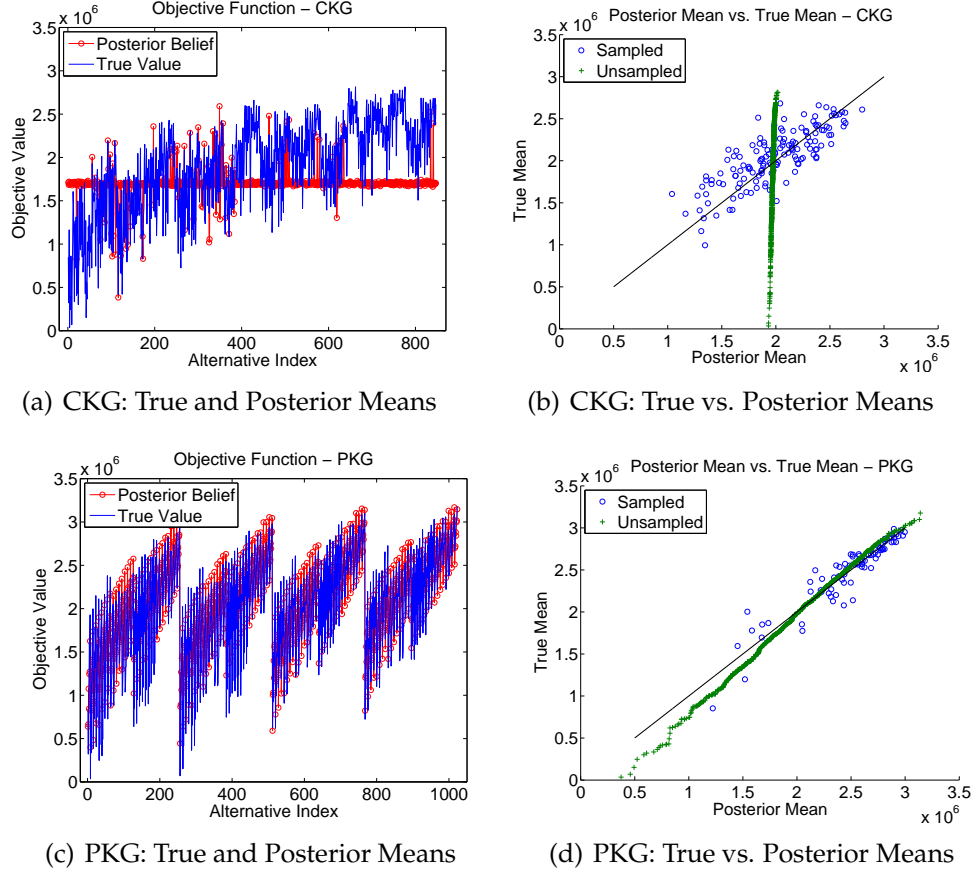 x 10^6
Objective Function – CKG
3.5
3
2.5
2
1.5
1
0.5
0
Objective Value
Posterior Belief
True Value
0
200
400
600
800
Alternative Index
(a) CKG: True and Posterior Means
x 10^6
Posterior Mean vs. True Mean – CKG
3.5
3
2.5
2
1.5
1
0.5
0
True Mean
Sampled
Unsampled
0
0.5
1
1.5
2
2.5
3
3.5
Posterior Mean
x 10^6
(b) CKG: True vs. Posterior Means
x 10^6
Objective Function – PKG
3.5
3
2.5
2
1.5
1
0.5
0
Objective Value
Posterior Belief
True Value
0
200
400
600
800
1000
Alternative Index
(c) PKG: True and Posterior Means
x 10^6
Posterior Mean vs. True Mean – PKG
3.5
3
2.5
2
1.5
1
0.5
0
True Mean
Sampled
Unsampled
0
0.5
1
1.5
2
2.5
3
3.5
Posterior Mean
x 10^6
(d) PKG: True vs. Posterior Means